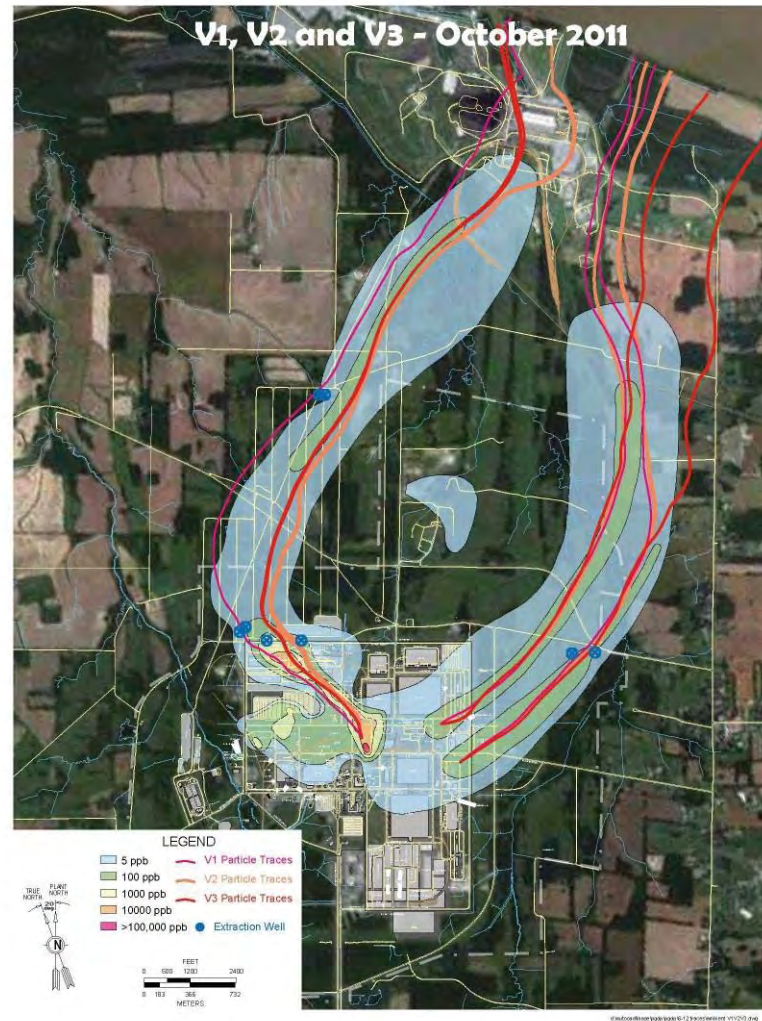 V1, V2 and V3 - October 2011
LEGEND
5 ppb
V1 Particle Traces
100 ppb
V2 Particle Traces
1000 ppb
V3 Particle Traces
10000 ppb
>100,000 ppb
Extraction Well
TRUE NORTH
PLANT NORTH
20
N
FEET
0 600 1200 2400
0 183 366 732
METERS